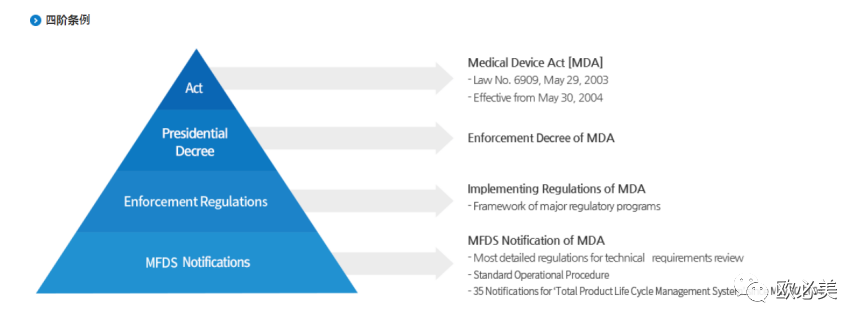 四阶条例
Act
Medical Device Act [MDA]
- Law No. 6909, May 29, 2003
- Effective from May 30, 2004
Presidential
Decree
Enforcement Decree of MDA
Enforcement Regulations
Implementing Regulations of MDA
- Framework of major regulatory programs
MFDS Notifications
MFDS Notification of MDA
- Most detailed regulations for technical requirements review
- Standard Operational Procedure
- 35 Notifications for 'Total Product Life Cycle Management
欧必美